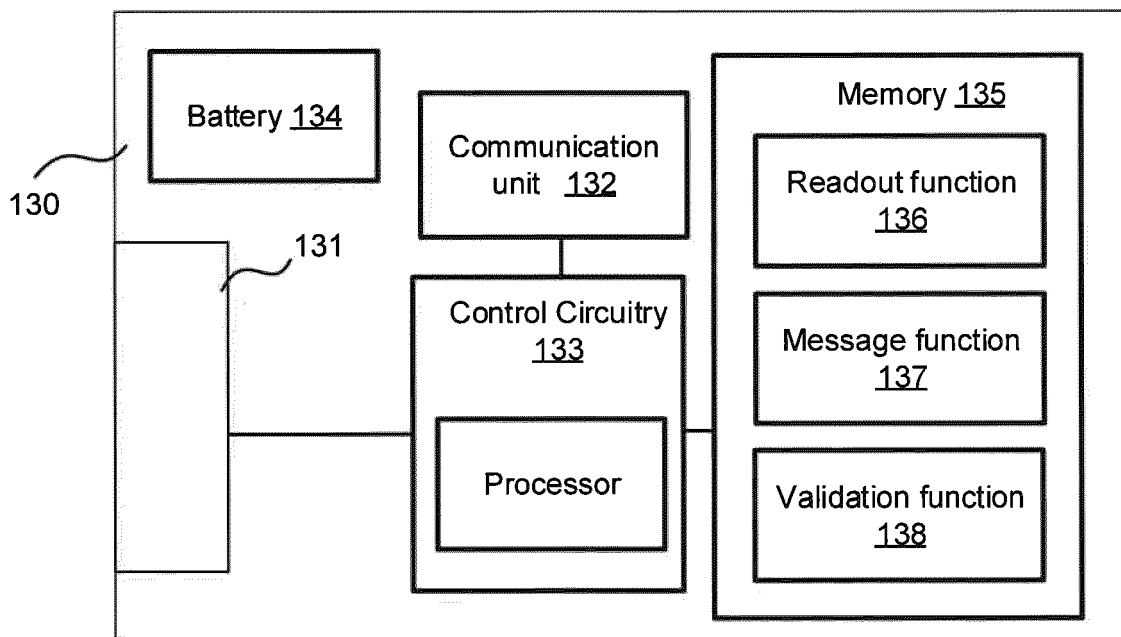 Battery 134
130
131
Communication
unit 132
Control Circuitry
133
Processor
Memory 135
Readout function
136
Message function
137
Validation function
138